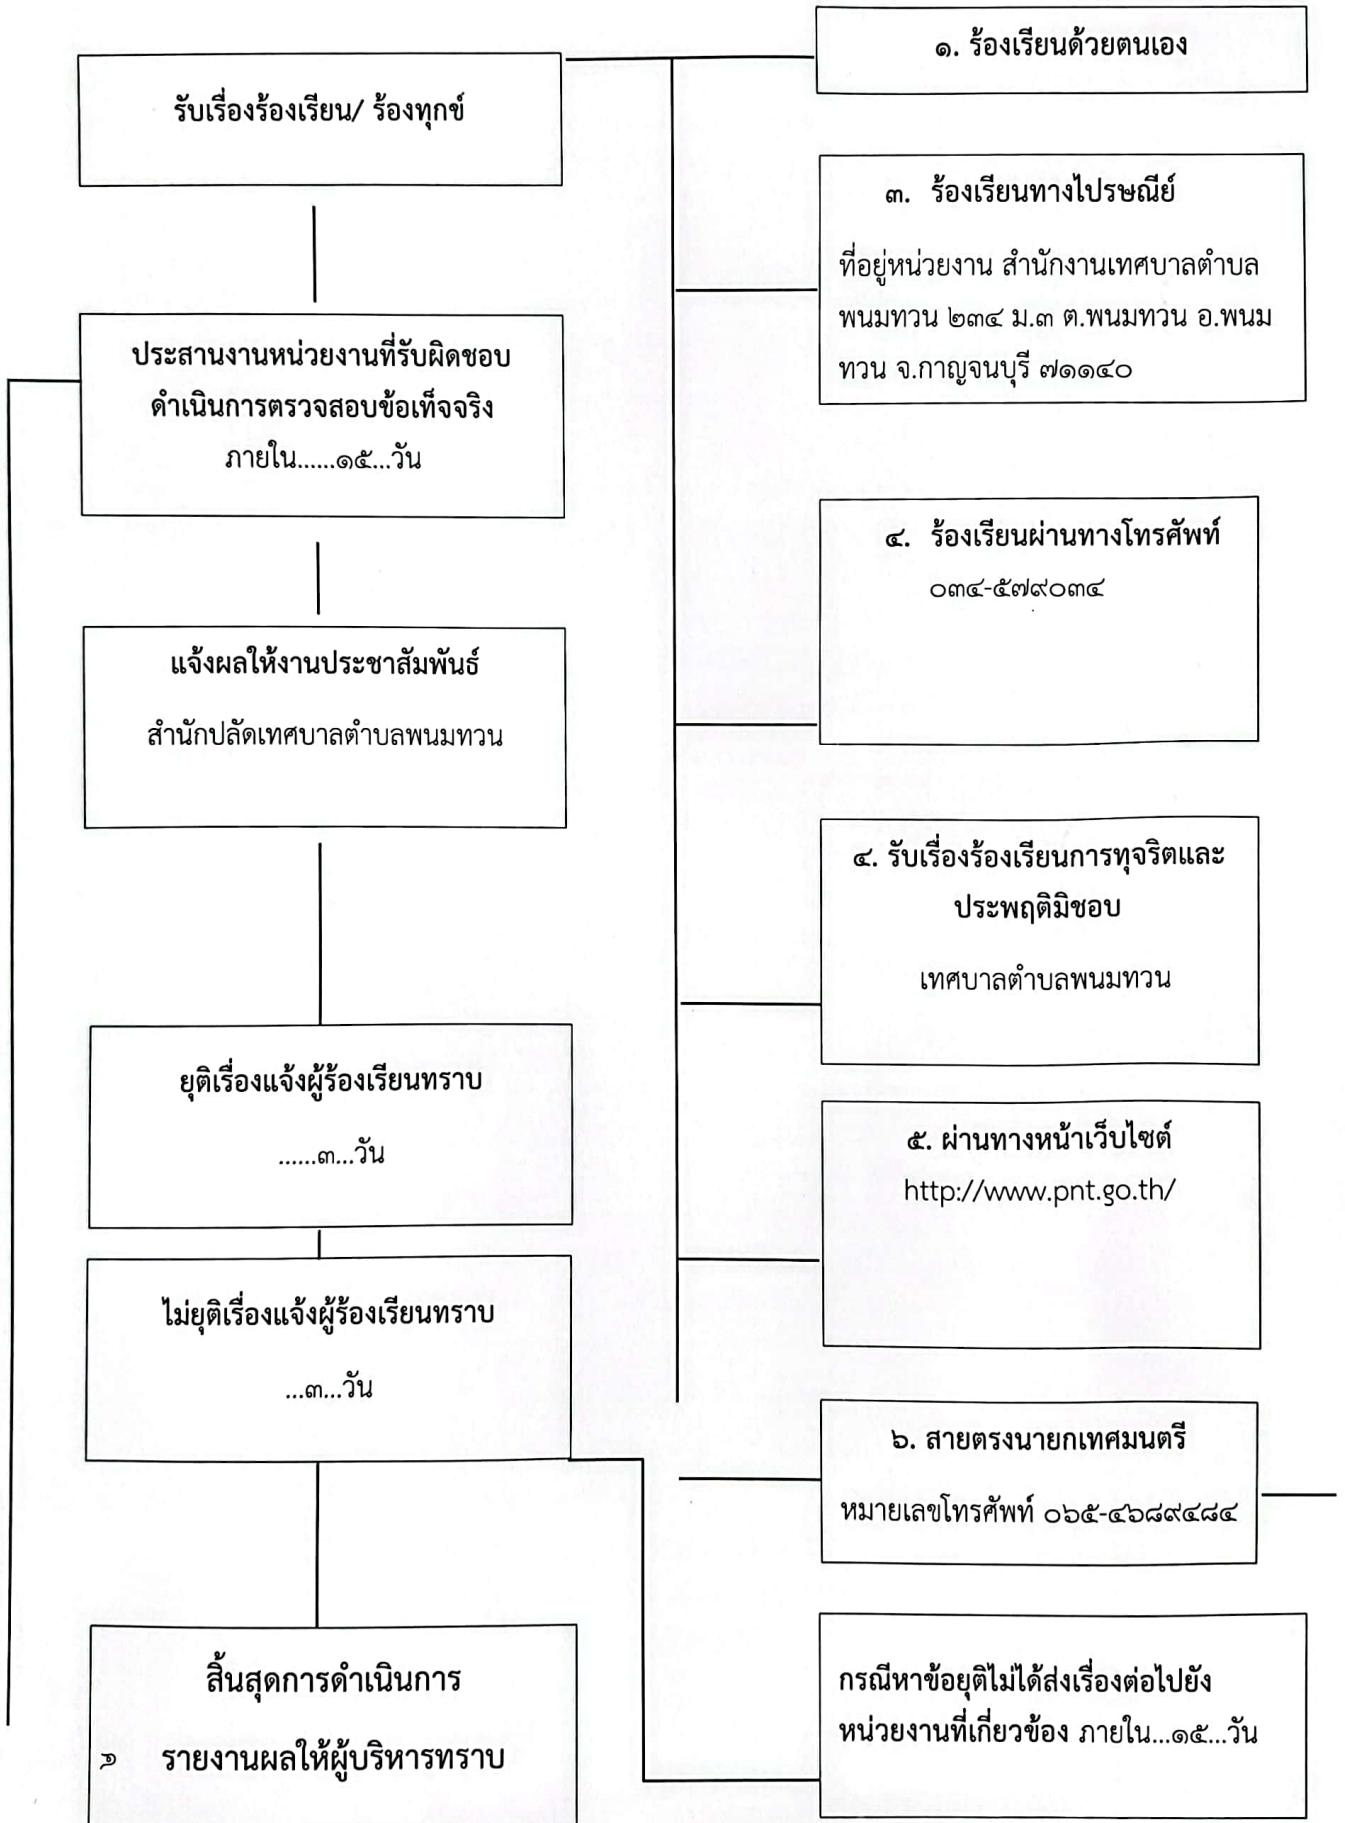 รับเรื่องร้องเรียน/ ร้องทุกข์
ประสานงานหน่วยงานที่รับผิดชอบ
ดำเนินการตรวจสอบข้อเท็จจริง
ภายใน......๑๕...วัน
แจ้งผลให้งานประชาสัมพันธ์
สำนักปลัดเทศบาลตำบลพนมทวน
ยุติเรื่องแจ้งผู้ร้องเรียนทราบ
......๓...วัน
ไม่ยุติเรื่องแจ้งผู้ร้องเรียนทราบ
...๓...วัน
สิ้นสุดการดำเนินการ
รายงานผลให้ผู้บริหารทราบ
๑. ร้องเรียนด้วยตนเอง
๓. ร้องเรียนทางไปรษณีย์
ที่อยู่หน่วยงาน สำนักงานเทศบาลตำบล
พนมทวน ๒๓๔ ม.๓ ต.พนมทวน อ.พนม
ทวน จ.กาญจนบุรี ๗๑๑๔๐
๔. ร้องเรียนผ่านทางโทรศัพท์
๐๓๔-๕๗๙๐๓๔
๔. รับเรื่องร้องเรียนการทุจริตและ
ประพฤติมิชอบ
เทศบาลตำบลพนมทวน
๕. ผ่านทางหน้าเว็บไซต์
http://www.pnt.go.th/
๖. สายตรงนายกเทศมนตรี
หมายเลขโทรศัพท์ ๐๖๕-๔๖๘๙๔๘๔
กรณีหาข้อยุติไม่ได้ส่งเรื่องต่อไปยัง
หน่วยงานที่เกี่ยวข้อง ภายใน...๑๕...วัน